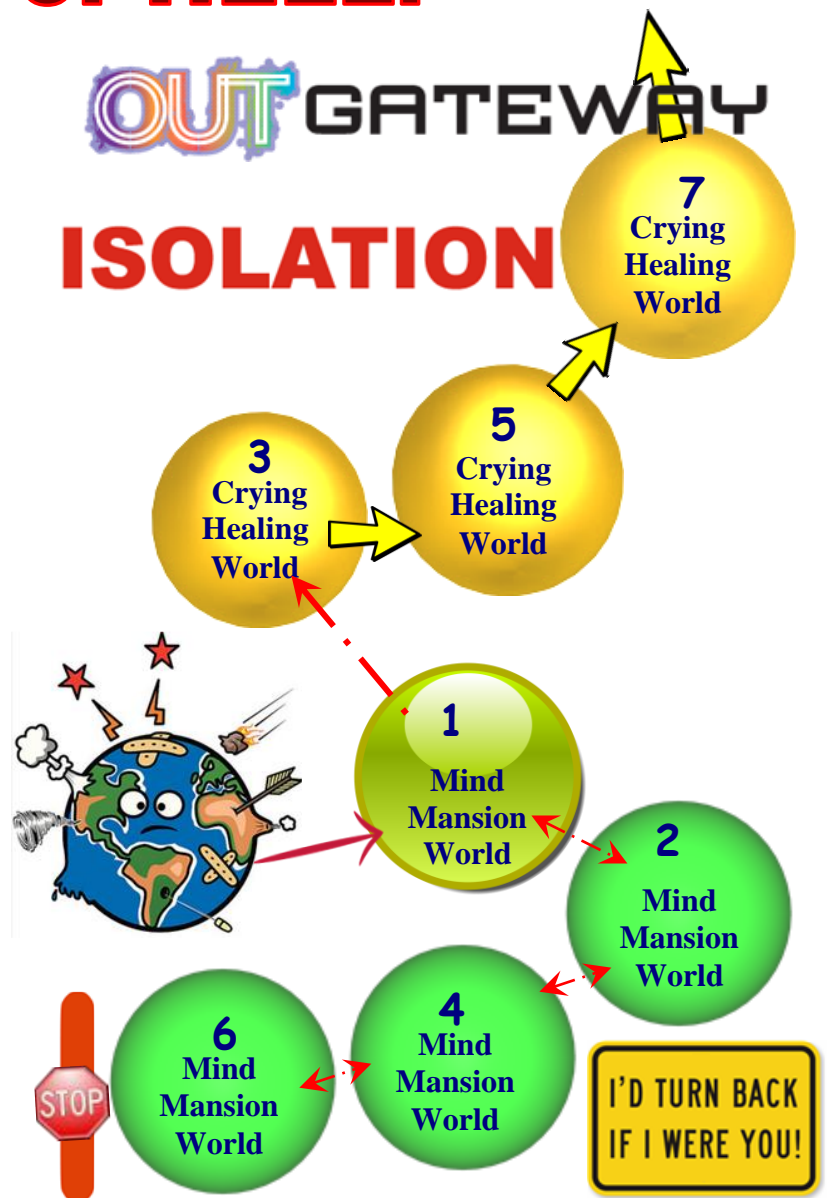 OUT GATEWAY
ISOLATION
7
Crying
Healing
World
5
Crying
Healing
World
3
Crying
Healing
World
1
Mind
Mansion
World
2
Mind
Mansion
World
4
Mind
Mansion
World
6
Mind
Mansion
World
STOP
I'D TURN BACK
IF I WERE YOU!